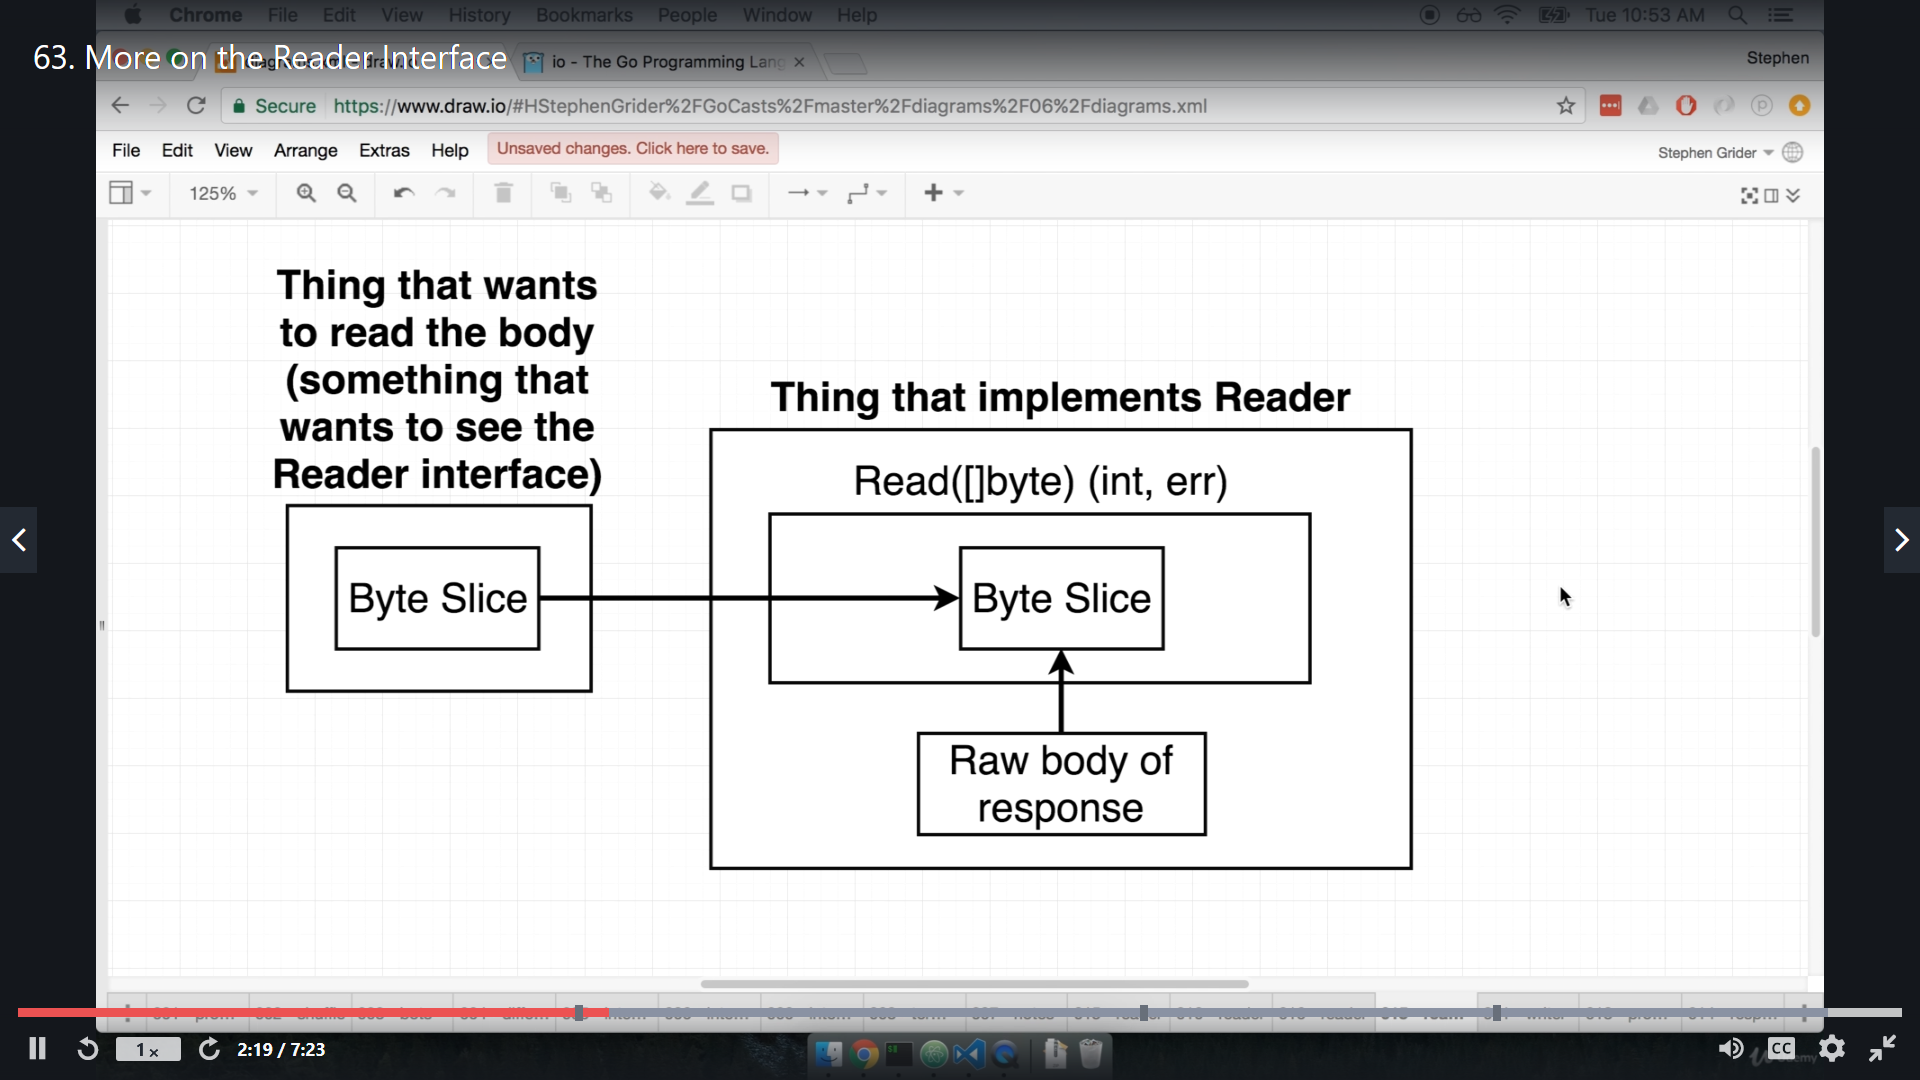 Chrome File Edit View History Bookmarks People Window Help Tue 10:53 AM
63. More on the Reader Interface
io - The Go Programming Lang
Stephen
Secure https://www.draw.io/#HStephenGrider%2FGoCasts%2Fmaster%2Fdiagrams%2F06%2Fdiagrams.xml
File Edit View Arrange Extras Help Unsaved changes. Click here to save. Stephen Grider
125%
Thing that wants
to read the body
(something that
wants to see the
Reader interface)
Byte Slice
Thing that implements Reader
Read([]byte) (int, err)
Byte Slice
Raw body of
response
1x 2:19 / 7:23 CC